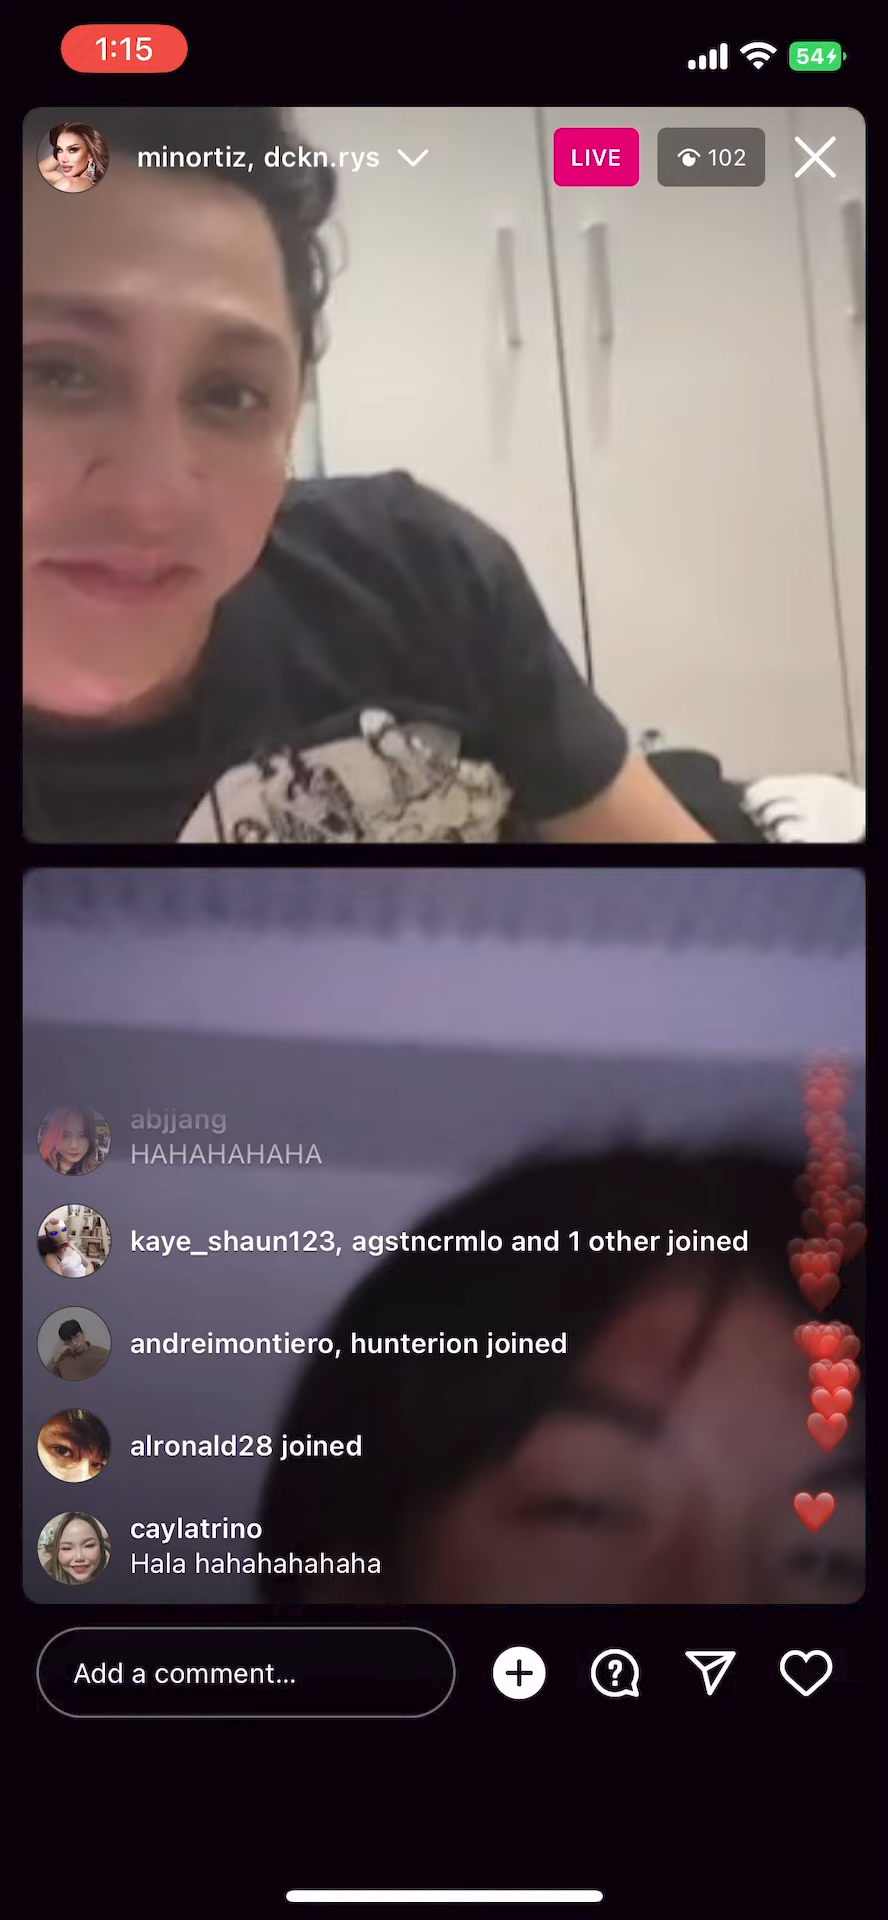 1:15
54
minortiz, dckn.rys
LIVE
102
abjjang
HAHAHAHAHA
kaye_shaun123, agstncrmlo and 1 other joined
andreimontiero, hunterion joined
alronald28 joined
caylatrino
Hala hahahahahaha
Add a comment...